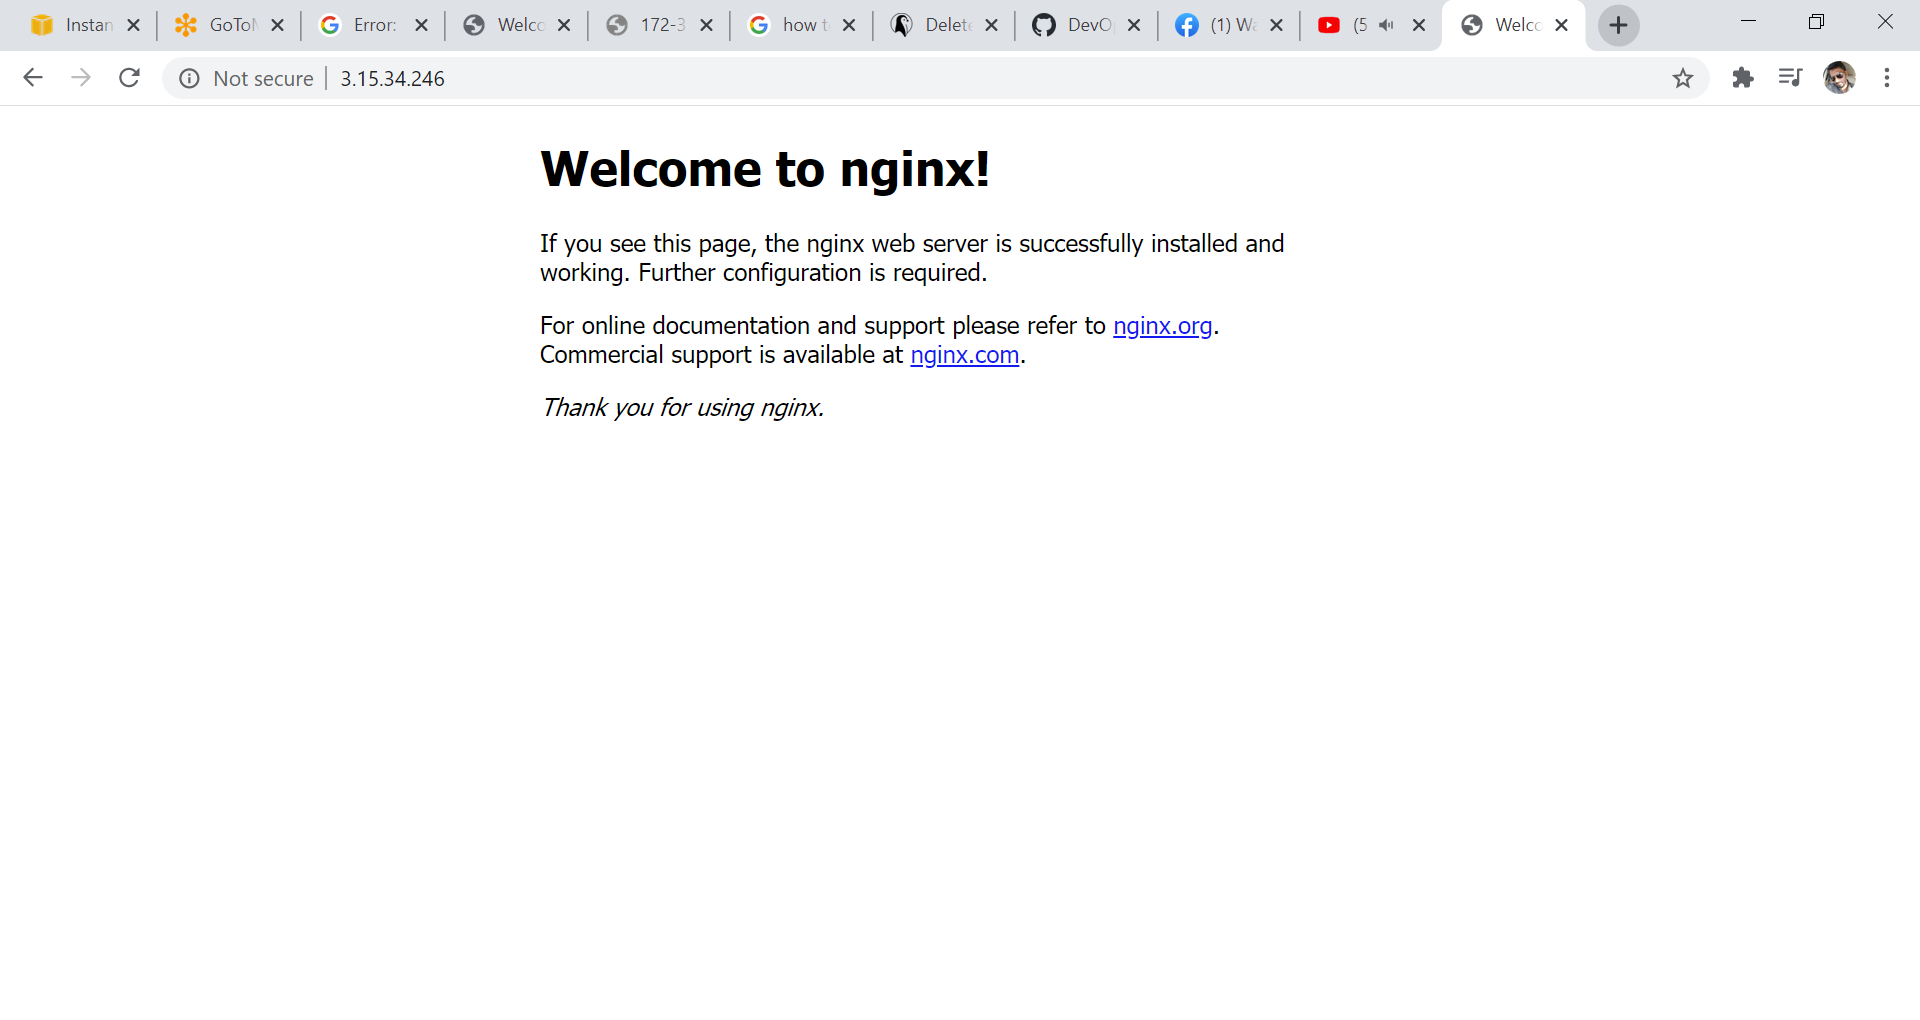 Instan
GoToM
Error:
Welco
172-3
how t
Delet
DevO
(1) Wa
(5
Welco
Not secure
3.15.34.246
Welcome to nginx!
If you see this page, the nginx web server is successfully installed and
working. Further configuration is required.
For online documentation and support please refer to nginx.org.
Commercial support is available at nginx.com.
Thank you for using nginx.